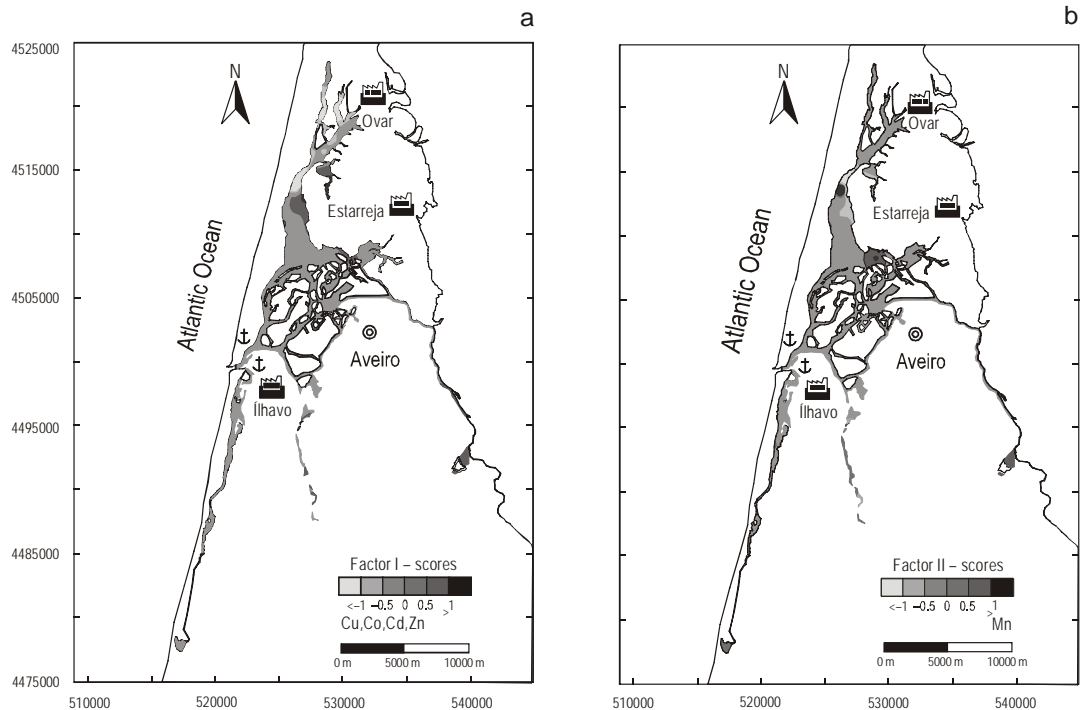 a
4525000
4515000
4505000
4495000
4485000
4475000
510000
520000
530000
540000
N
Ovar
Estarreja
Atlantic Ocean
Aveiro
Ílhavo
Factor I – scores
<–1 –0.5 0 0.5 >1
Cu,Co,Cd,Zn
0 m 5000 m 10000 m
b
N
Ovar
Estarreja
Atlantic Ocean
Aveiro
Ílhavo
Factor II – scores
<–1 –0.5 0 0.5 >1
Mn
0 m 5000 m 10000 m
510000
520000
530000
540000